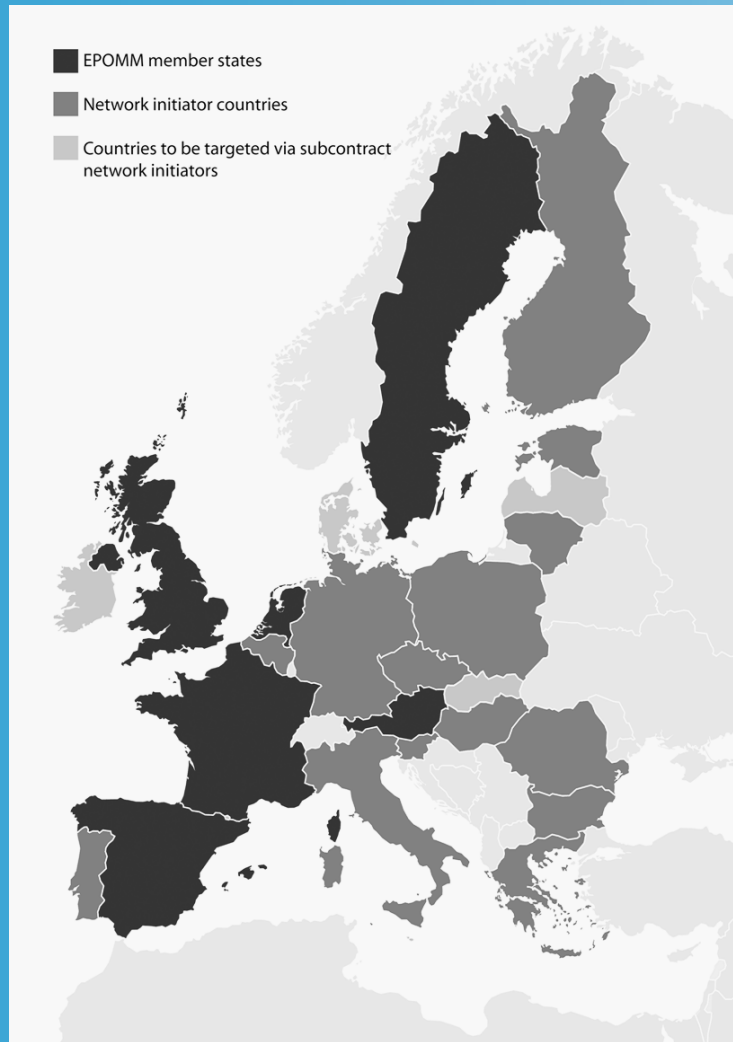 EPOMM member states
Network initiator countries
Countries to be targeted via subcontract
network initiators